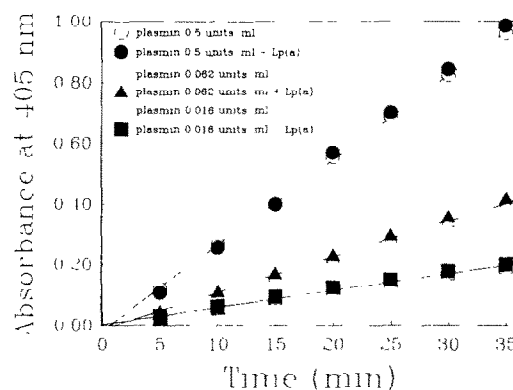 1.00
plasmin 0.5 units ml
plasmin 0.5 units ml + Lp(a)
0.80
plasmin 0.062 units ml
plasmin 0.062 units ml + Lp(a)
plasmin 0.016 units ml
plasmin 0.016 units ml Lp(a)
0.60
0.40
0.20
0.00
Absorbance at 405 nm
0 5 10 15 20 25 30 35
Time (min)